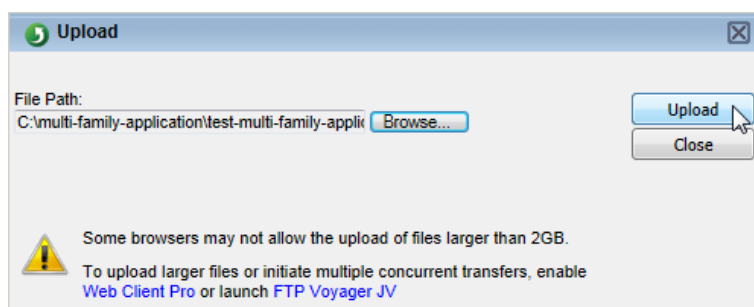 Upload
File Path:
C:\multi-family-application\test-multi-family-applic Browse...
Upload
Close
Some browsers may not allow the upload of files larger than 2GB.
To upload larger files or initiate multiple concurrent transfers, enable
Web Client Pro or launch FTP Voyager JV